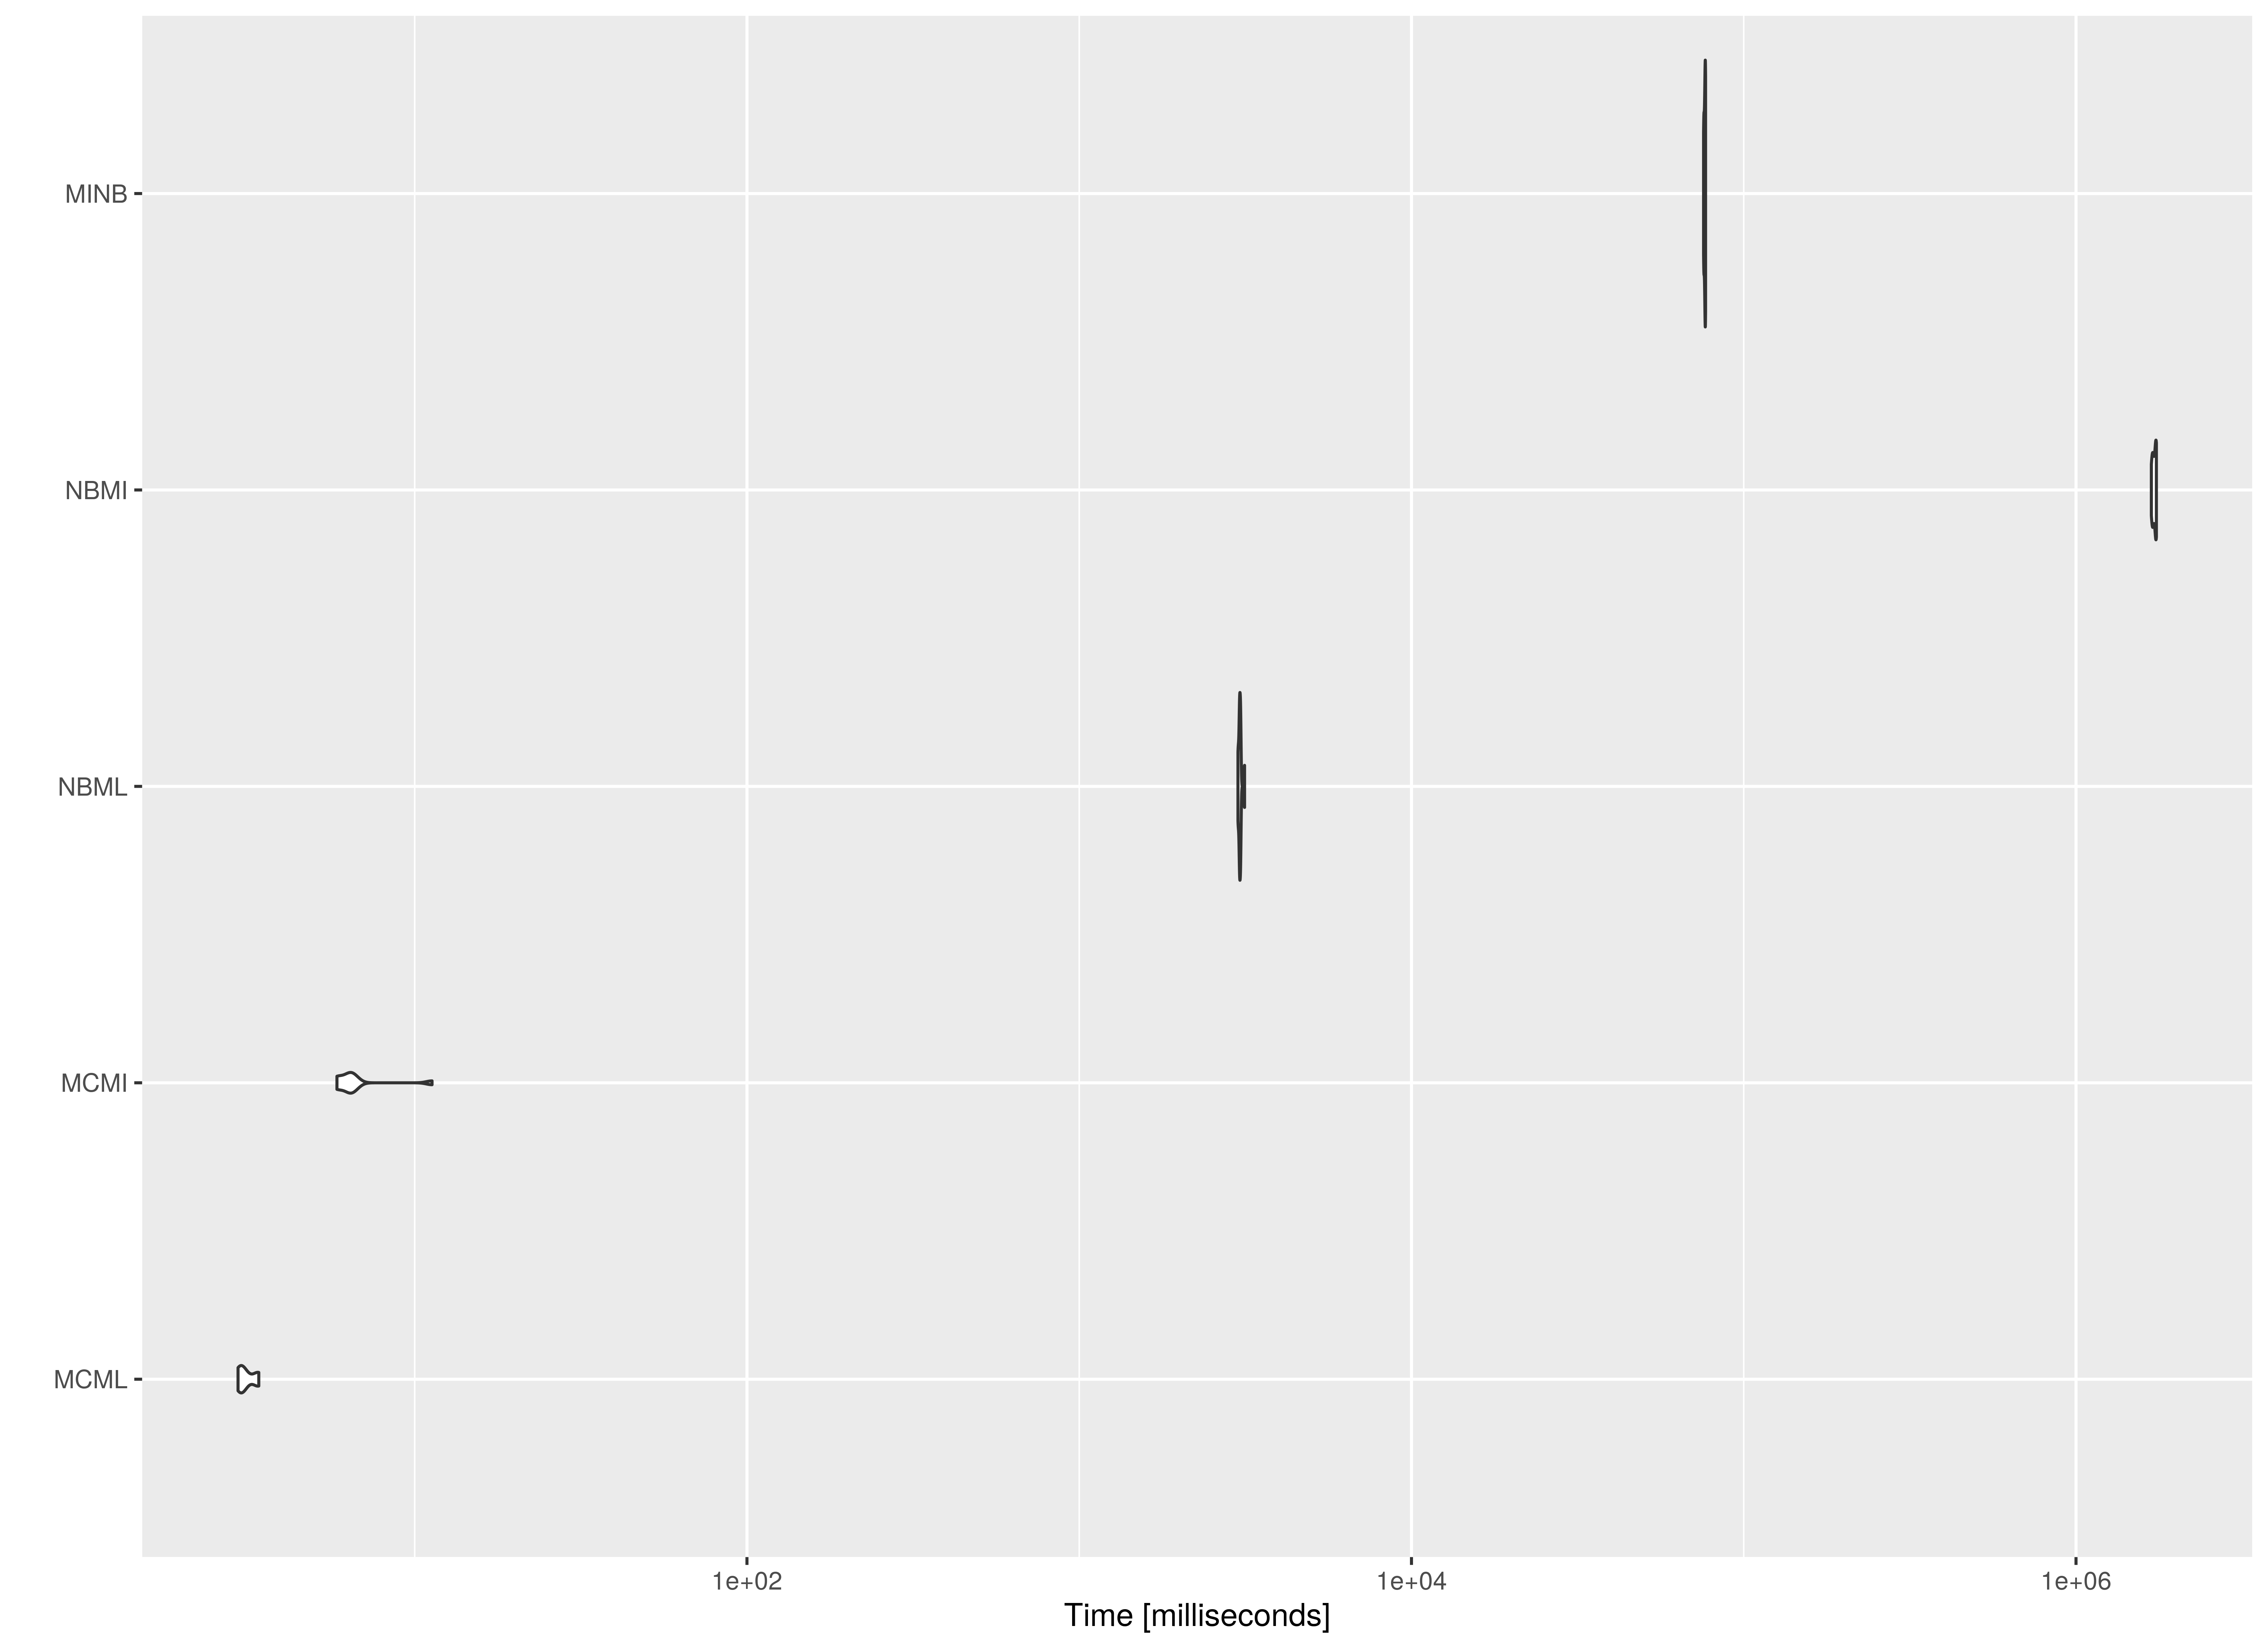 MINB
NBMI
NBML
MCMI
MCML
1e+02 1e+04 1e+06
Time [milliseconds]